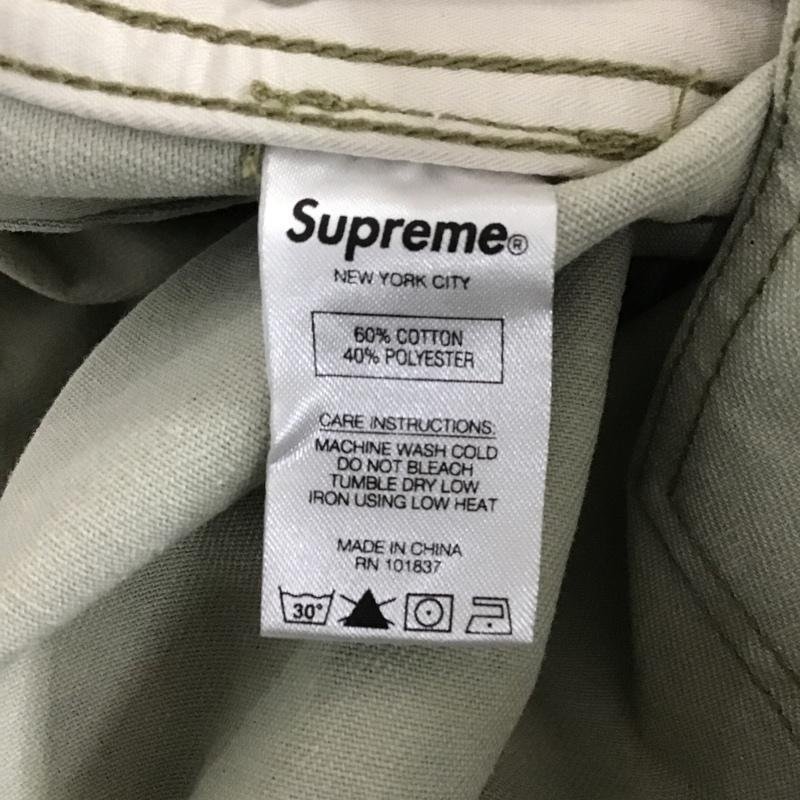 Supreme®
NEW YORK CITY
60% COTTON
40% POLYESTER
CARE INSTRUCTIONS:
MACHINE WASH COLD
DO NOT BLEACH
TUMBLE DRY LOW
IRON USING LOW HEAT
MADE IN CHINA
RN 101837
30°